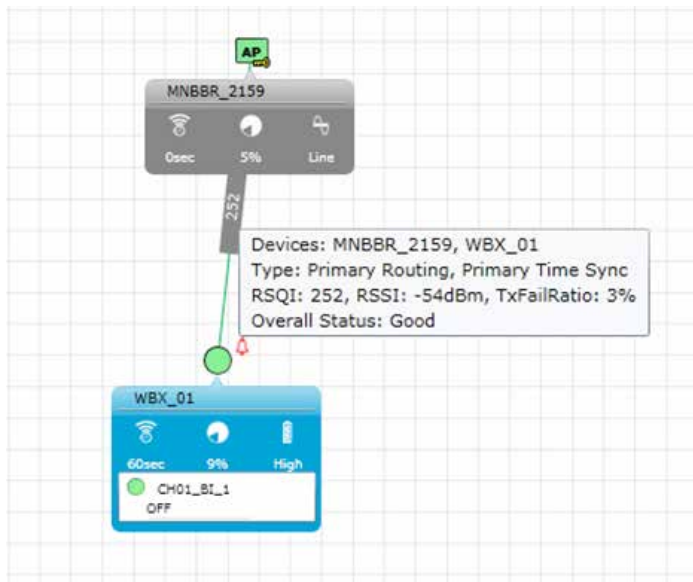 AP
MNBBR_2159
0sec 5% Line
252
Devices: MNBBR_2159, WBX_01
Type: Primary Routing, Primary Time Sync
RSQI: 252, RSSI: -54dBm, TxFailRatio: 3%
Overall Status: Good
WBX_01
60sec 9% High
CH01_BI_1
OFF